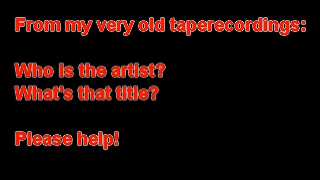 From my very old taperecordings:
Who is the artist?
What's that title?
Please help!